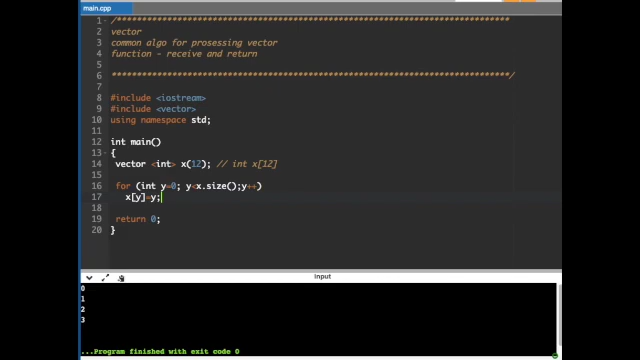 main.cpp
1 /******************************************************************************
2 vector
3 common algo for prosessing vector
4 function - receive and return
5
6 *******************************************************************************/
7
8 #include <iostream>
9 #include <vector>
10 using namespace std;
11
12 int main()
13 {
14 vector <int> x(12); // int x[12]
15
16 for (int y=0; y<x.size();y++)
17 x[y]=y;
18
19 return 0;
20 }
Input
0
1
2
3
...Program finished with exit code 0